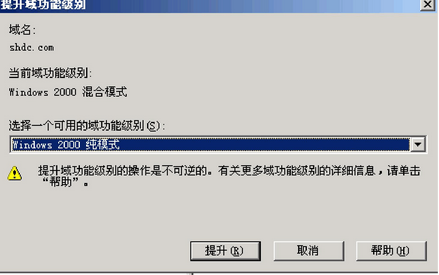 提升域功能级别
域名:
shdc.com
当前域功能级别:
Windows 2000 混合模式
选择一个可用的域功能级别(S):
Windows 2000 纯模式
提升域功能级别的操作是不可逆的。有关更多域功能级别的详细信息，请单击
“帮助”。
提升(R) 取消 帮助(H)